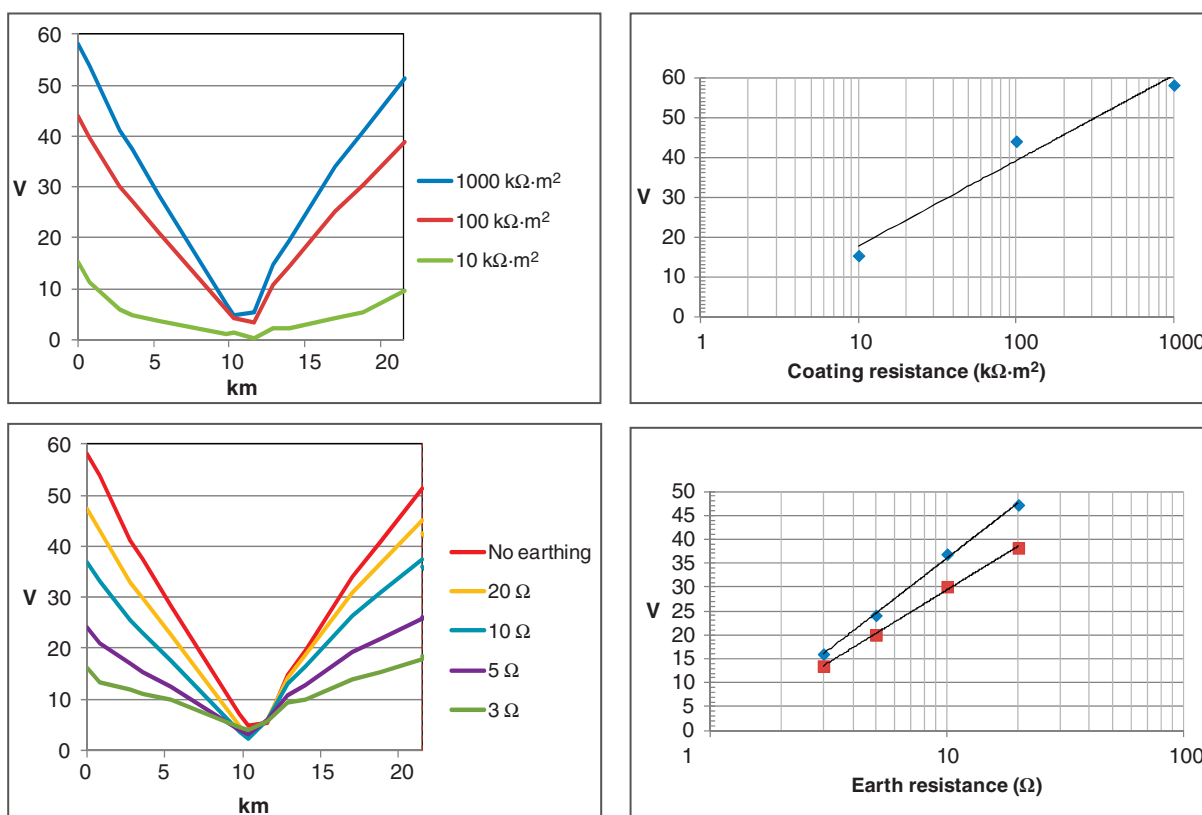 60
50
40
30
20
10
0
V
0 5 10 15 20
km
1000 kΩ·m²
100 kΩ·m²
10 kΩ·m²
60
50
40
30
20
10
0
V
1 10 100 1000
Coating resistance (kΩ·m²)
60
50
40
30
20
10
0
V
0 5 10 15 20
km
No earthing
20 Ω
10 Ω
5 Ω
3 Ω
50
45
40
35
30
25
20
15
10
5
0
V
1 10 100
Earth resistance (Ω)